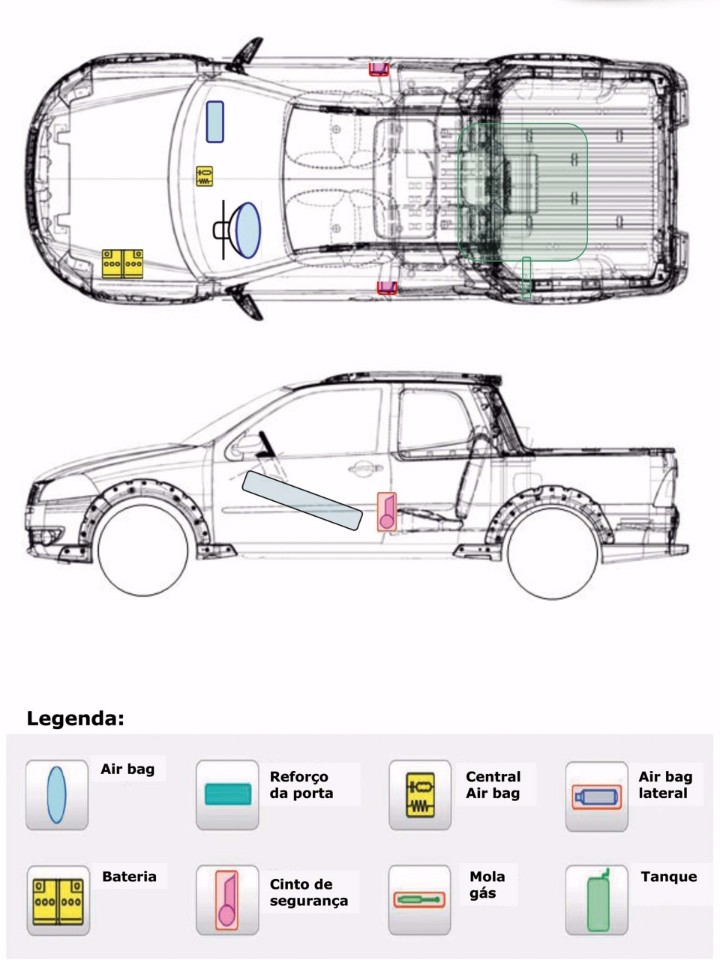 Legenda:
Air bag
Reforço
da porta
Central
Air bag
Air bag
lateral
Bateria
Cinto de
segurança
Mola
gás
Tanque